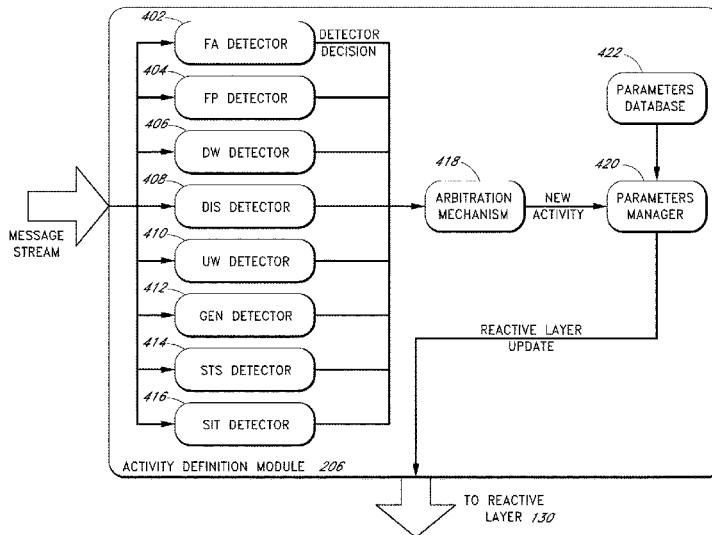 402
FA DETECTOR
DETECTOR
DECISION
404
FP DETECTOR
406
DW DETECTOR
408
DIS DETECTOR
410
UW DETECTOR
412
GEN DETECTOR
414
STS DETECTOR
416
SIT DETECTOR
MESSAGE
STREAM
418
ARBITRATION
MECHANISM
NEW
ACTIVITY
422
PARAMETERS
DATABASE
420
PARAMETERS
MANAGER
REACTIVE LAYER
UPDATE
ACTIVITY DEFINITION MODULE 206
TO REACTIVE
LAYER 130